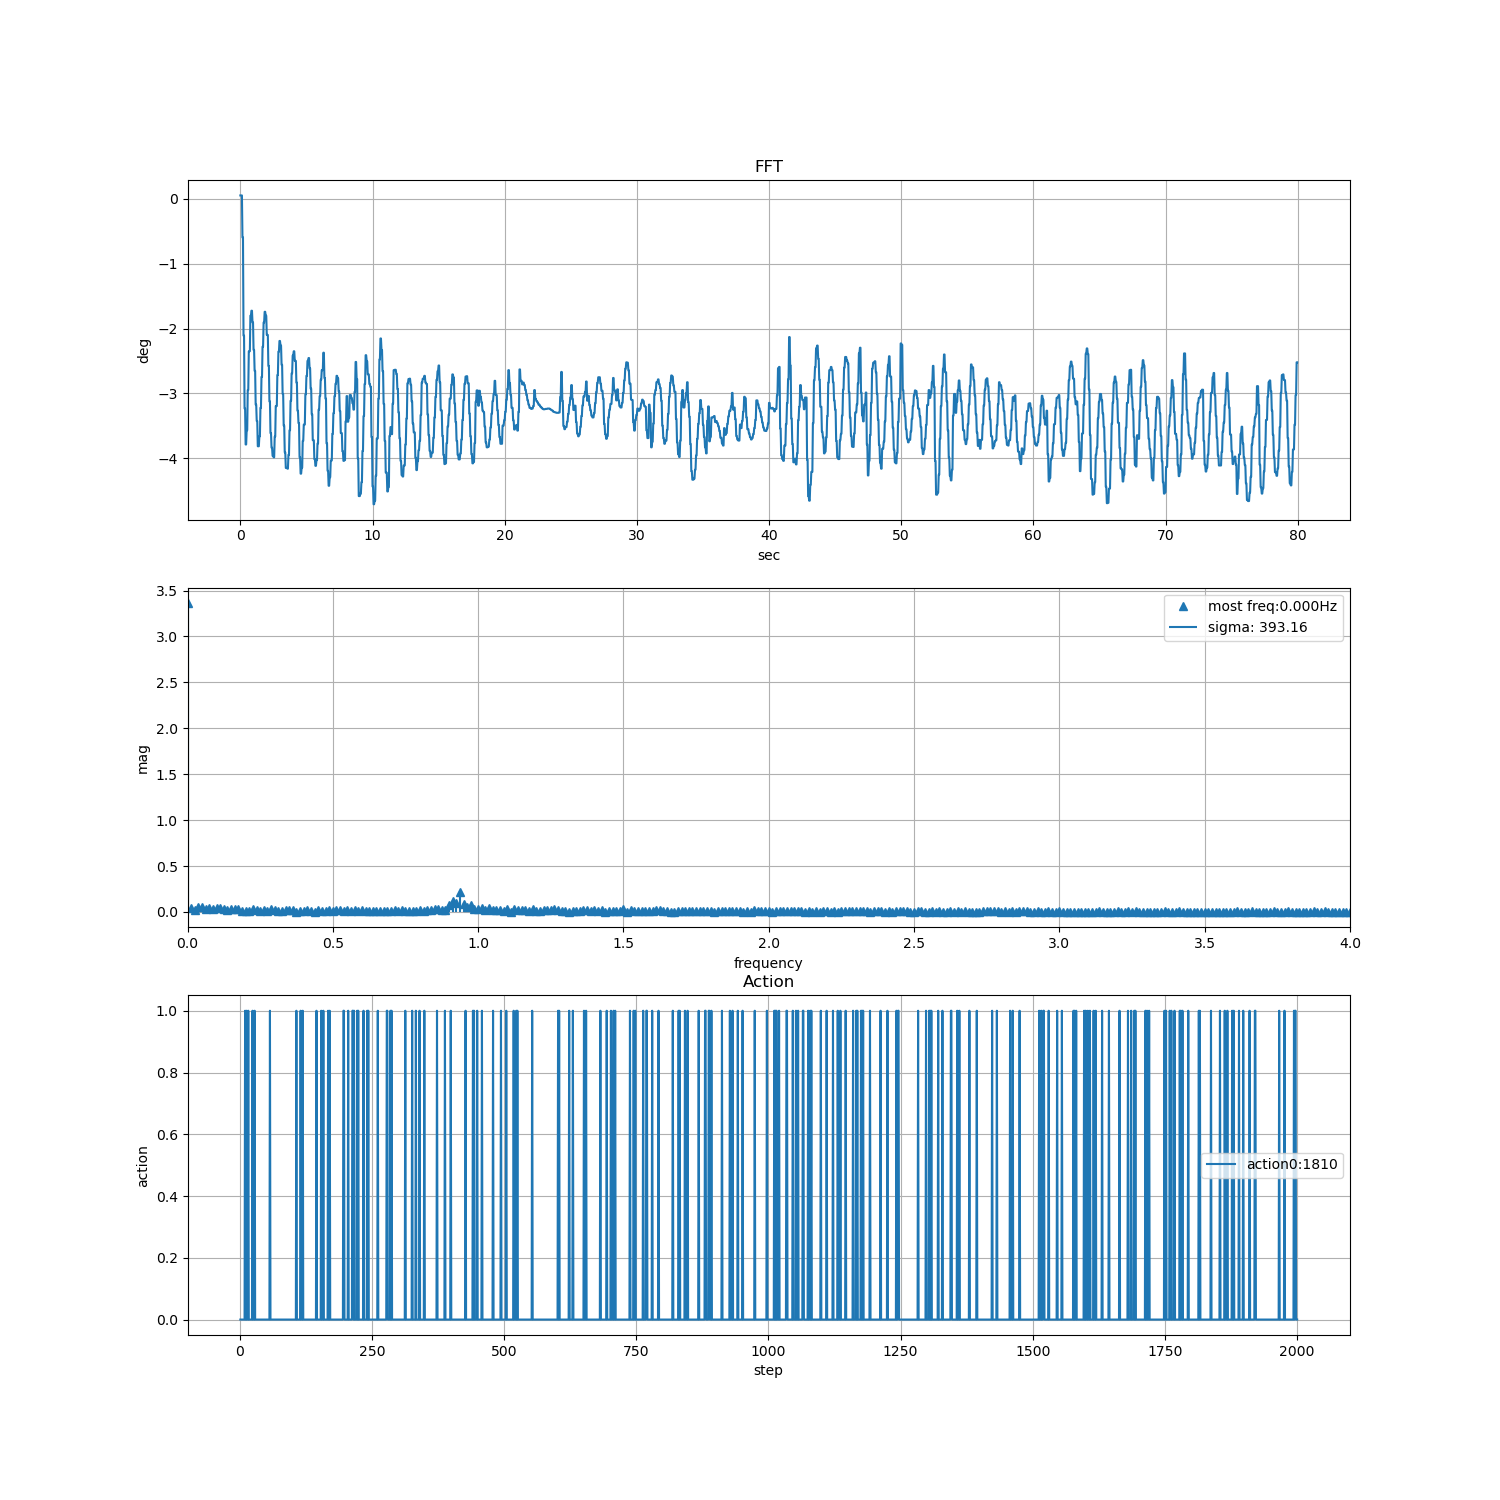 FFT
0
−1
−2
−3
−4
deg
0 10 20 30 40 50 60 70 80
sec
3.5
3.0
2.5
2.0
1.5
1.0
0.5
0.0
mag
most freq:0.000Hz
sigma: 393.16
0.0 0.5 1.0 1.5 2.0 2.5 3.0 3.5 4.0
frequency
Action
1.0
0.8
0.6
0.4
0.2
0.0
action
action0:1810
0 250 500 750 1000 1250 1500 1750 2000
step